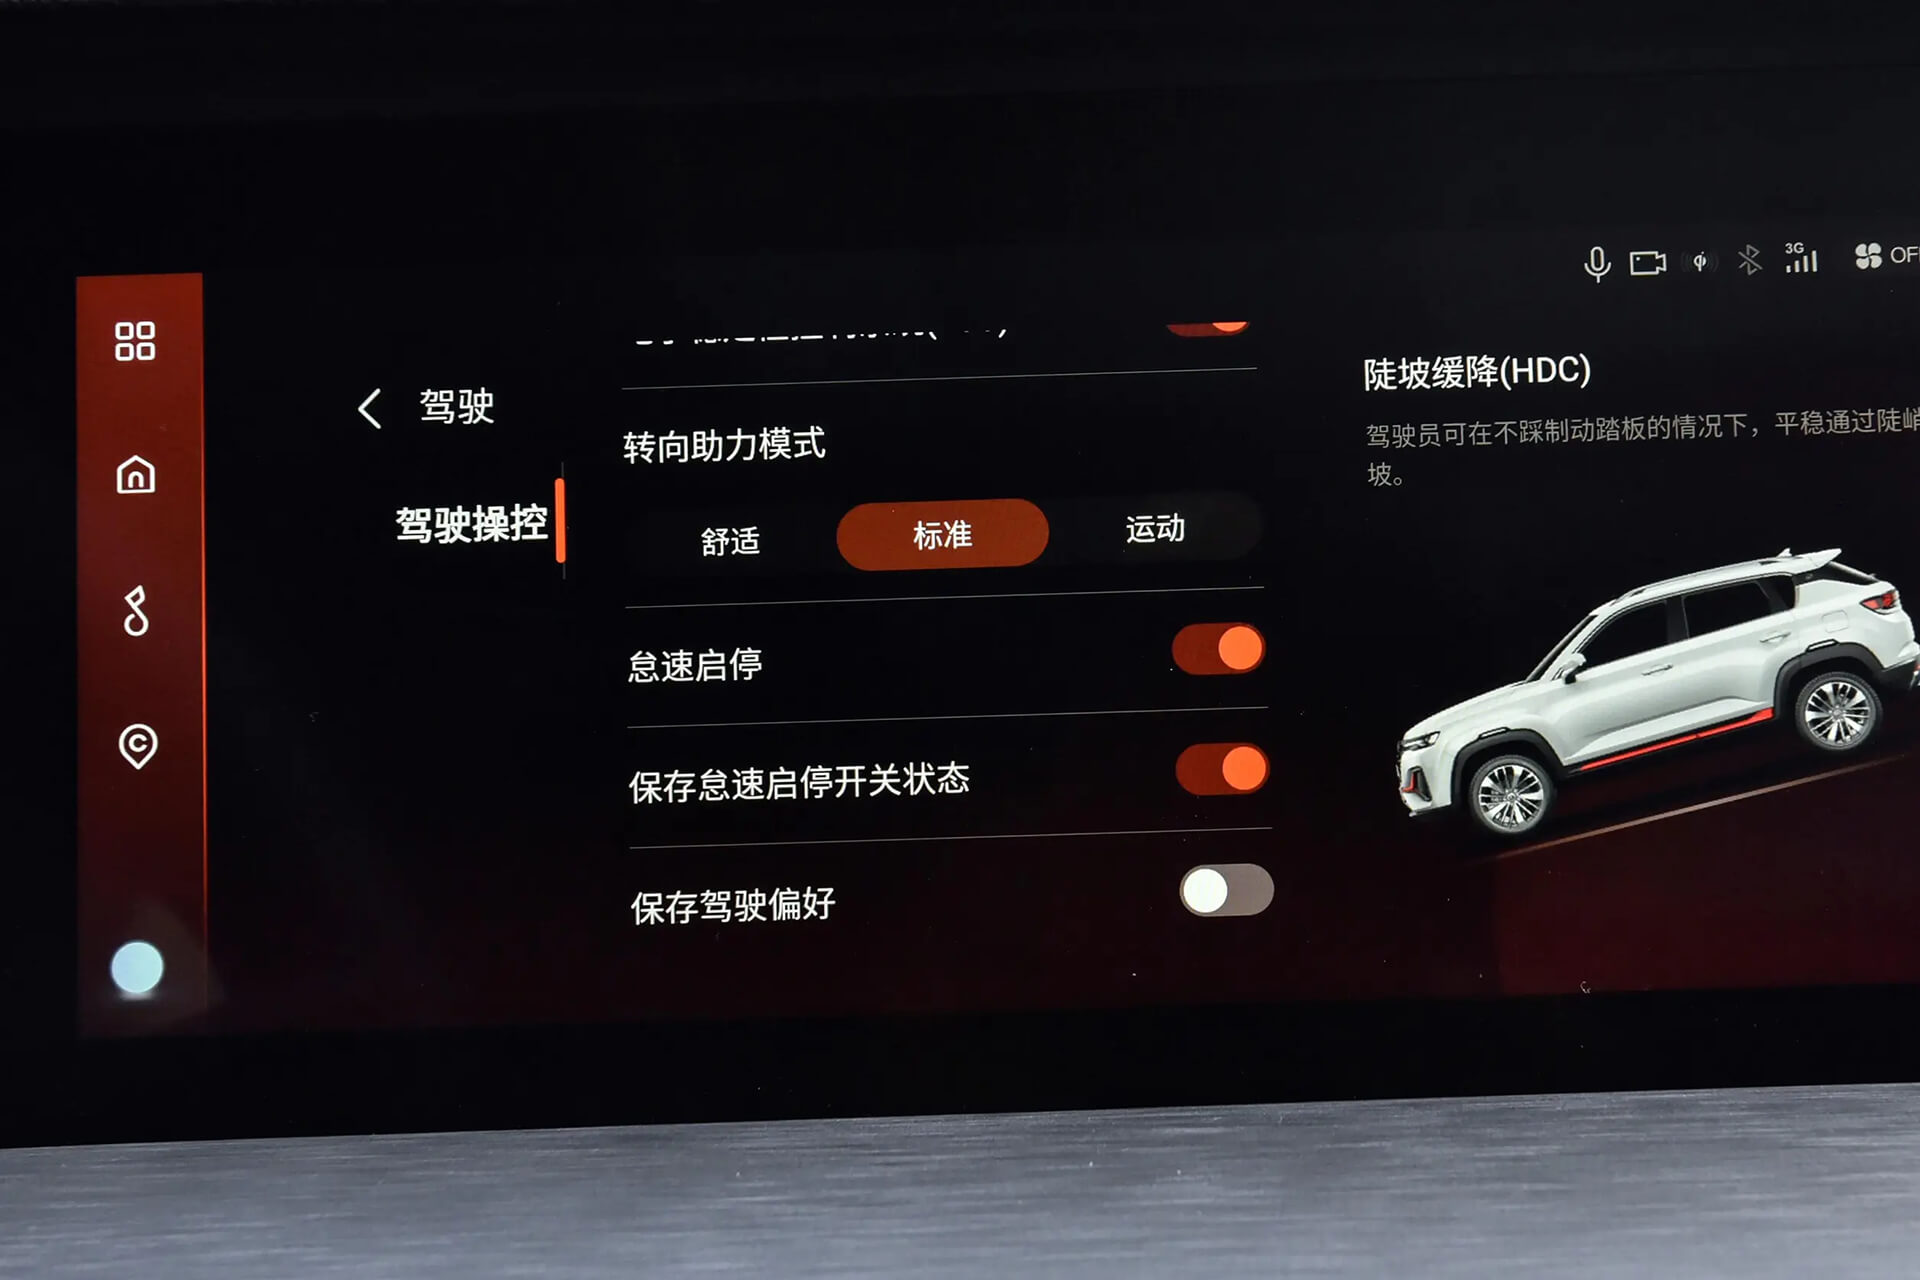 3G
OFF
驾驶
驾驶操控
转向助力模式
舒适
标准
运动
怠速启停
保存怠速启停开关状态
保存驾驶偏好
陡坡缓降(HDC)
驾驶员可在不踩制动踏板的情况下，平稳通过陡峭
坡。